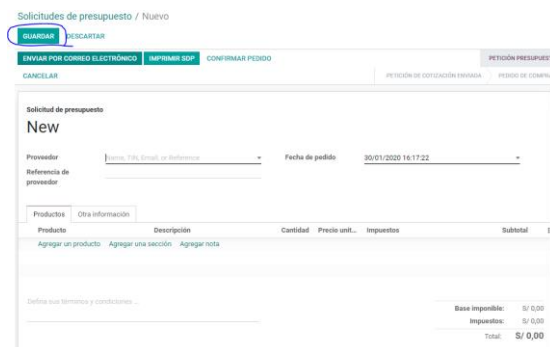 Solicitudes de presupuesto / Nuevo
GUARDAR DESCARTAR
ENVIAR POR CORREO ELECTRÓNICO IMPRIMIR SDP CONFIRMAR PEDIDO PETICIÓN PRESUPUEST
CANCELAR PETICIÓN DE COTIZACIÓN ENVIADA PEDIDO DE COMPRA
Solicitud de presupuesto
New
Proveedor Name, TIN, Email, or Reference Fecha de pedido 30/01/2020 16:17:22
Referencia de
proveedor
Productos Otra información
Producto Descripción Cantidad Precio unit... Impuestos Subtotal
Agregar un producto Agregar una sección Agregar nota
Defina sus términos y condiciones ...
Base imponible: S/ 0,00
Impuestos: S/ 0,00
Total: S/ 0,00